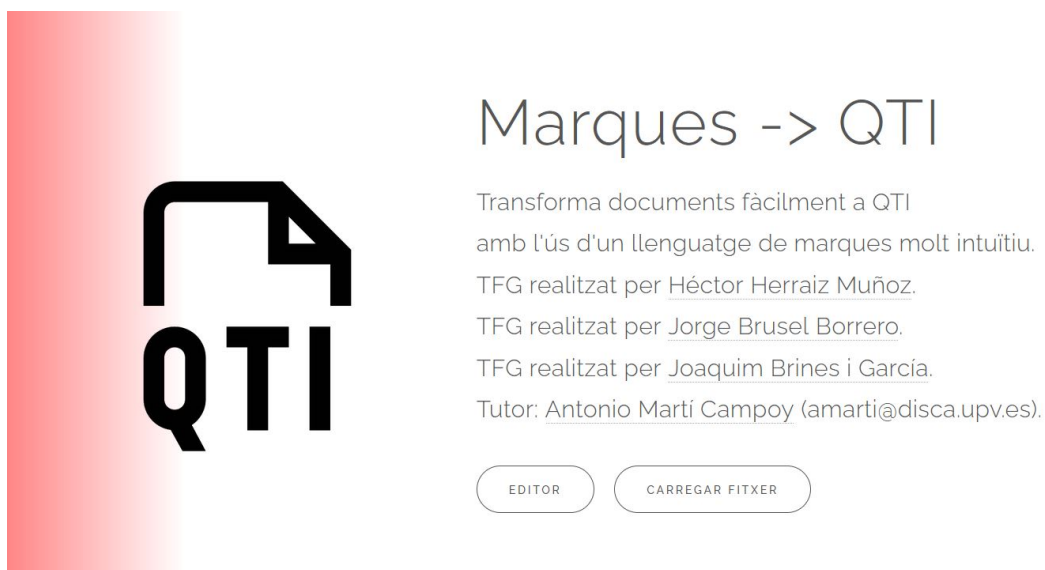 QTI
Marques -> QTI
Transforma documents fàcilment a QTI
amb l'ús d'un llenguatge de marques molt intuïtiu.
TFG realitzat per Héctor Herraiz Muñoz.
TFG realitzat per Jorge Brusel Borrero.
TFG realitzat per Joaquim Brines i García.
Tutor: Antonio Martí Campoy (amarti@disca.upv.es).
EDITOR
CARREGAR FITXER